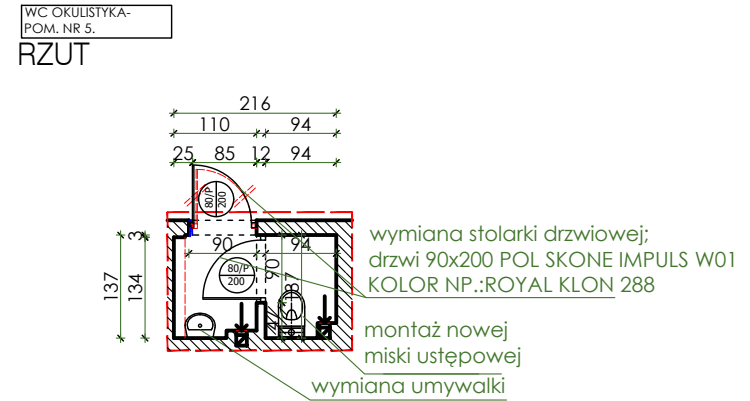 WC OKULISTYKA-
POM. NR 5.
RZUT
216
110 94
25 85 12 94
80/P
200
90 94
3
137
134
80/P
200
90
wymiana stolarki drzwiowej;
drzwi 90x200 POL SKONE IMPULS W01
KOLOR NP.:ROYAL KLON 288
montaż nowej
miski ustępowej
wymiana umywalki